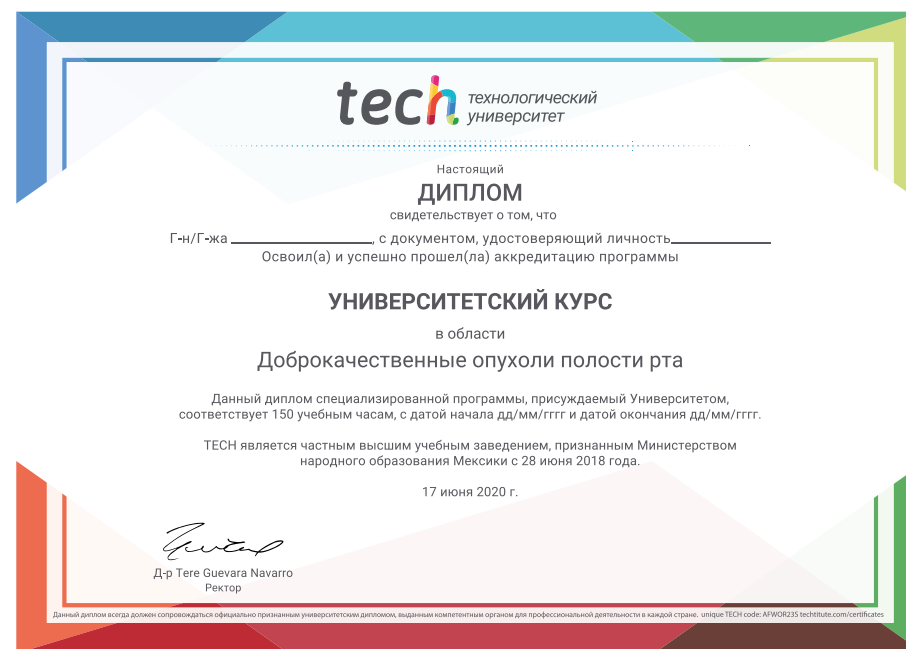 tech технологический
университет
Настоящий
ДИПЛОМ
свидетельствует о том, что
Г-н/Г-жа ________________, с документом, удостоверяющий личность____________
Освоил(а) и успешно прошел(ла) аккредитацию программы
УНИВЕРСИТЕТСКИЙ КУРС
в области
Доброкачественные опухоли полости рта
Данный диплом специализированной программы, присуждаемый Университетом,
соответствует 150 учебным часам, с датой начала дд/мм/гггг и датой окончания дд/мм/гггг.
TECH является частным высшим учебным заведением, признанным Министерством
народного образования Мексики с 28 июня 2018 года.
17 июня 2020 г.
Д-р Tere Guevara Navarro
Ректор
Данный диплом всегда должен сопровождаться официально признанным университетским дипломом, выданным компетентным органом для профессиональной деятельности в каждой стране. unique TECH code: AFWOR23S techtitute.com/certificates